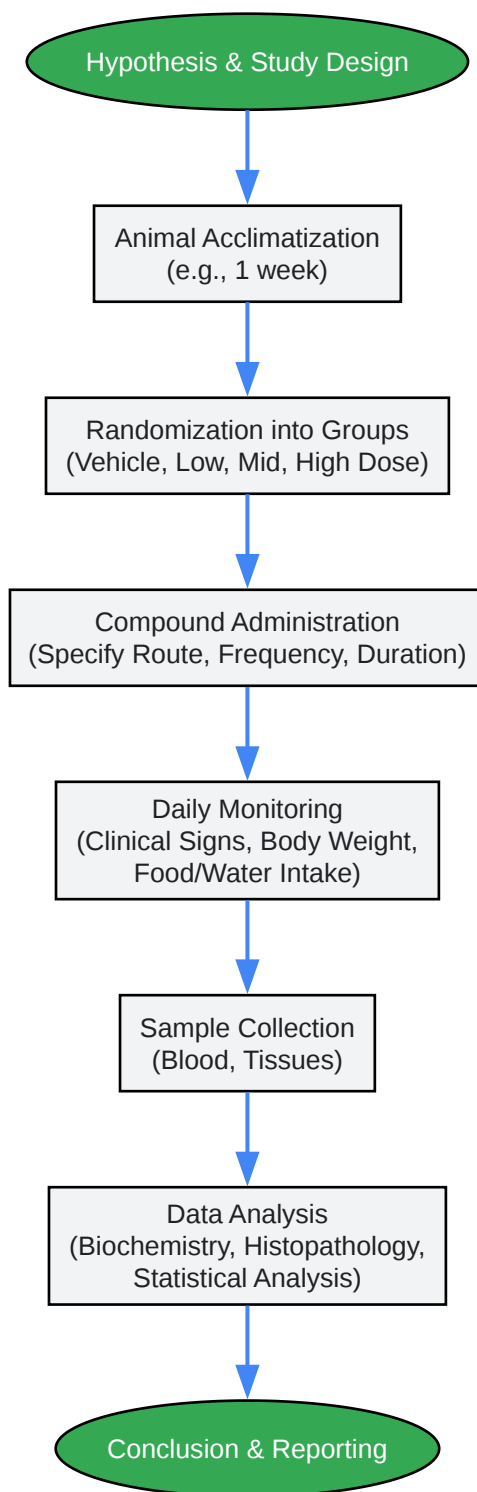 Hypothesis & Study Design
Animal Acclimatization
(e.g., 1 week)
Randomization into Groups
(Vehicle, Low, Mid, High Dose)
Compound Administration
(Specify Route, Frequency, Duration)
Daily Monitoring
(Clinical Signs, Body Weight,
Food/Water Intake)
Sample Collection
(Blood, Tissues)
Data Analysis
(Biochemistry, Histopathology,
Statistical Analysis)
Conclusion & Reporting